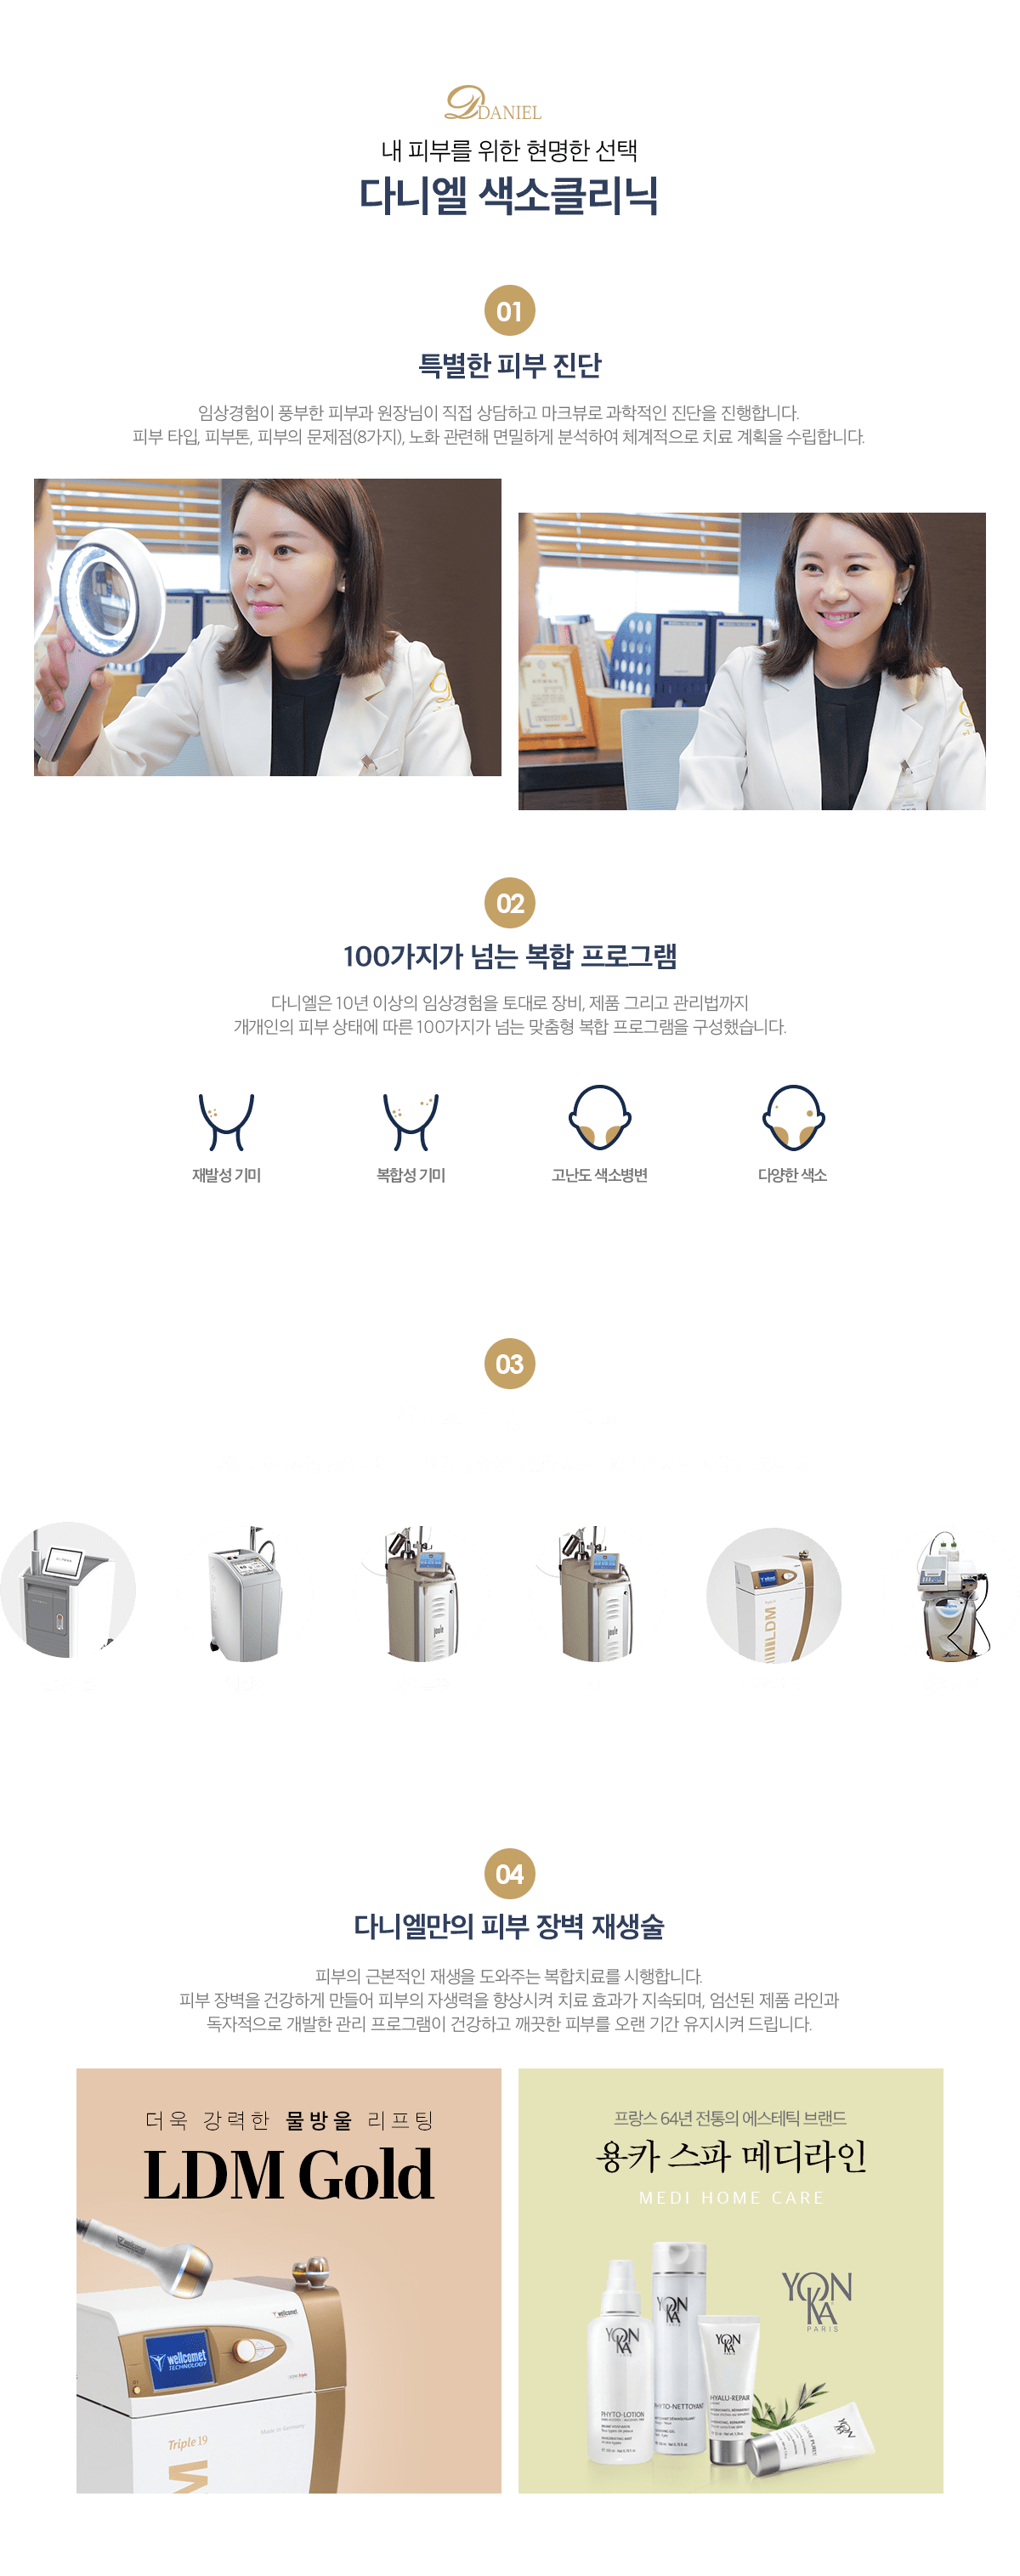 DANIEL
내 피부를 위한 현명한 선택
다니엘 색소클리닉
01
특별한 피부 진단
임상경험이 풍부한 피부과 원장님이 직접 상담하고 마크뷰로 과학적인 진단을 진행합니다.
피부 타입, 피부톤, 피부의 문제점(8가지), 노화 관련해 면밀하게 분석하여 체계적으로 치료 계획을 수립합니다.
02
100가지가 넘는 복합 프로그램
다니엘은 10년 이상의 임상경험을 토대로 장비, 제품 그리고 관리법까지
개개인의 피부 상태에 따른 100가지가 넘는 맞춤형 복합 프로그램을 구성했습니다.
재발성 기미
복합성 기미
고난도 색소병변
다양한 색소
03
joule
joule
LDM
04
다니엘만의 피부 장벽 재생술
피부의 근본적인 재생을 도와주는 복합치료를 시행합니다.
피부 장벽을 건강하게 만들어 피부의 자생력을 향상시켜 치료 효과가 지속되며, 엄선된 제품 라인과
독자적으로 개발한 관리 프로그램이 건강하고 깨끗한 피부를 오랜 기간 유지시켜 드립니다.
더욱 강력한 물방울 리프팅
LDM Gold
wellcomet
wellcomet
TECHNOLOGY
Made in Germany
Triple 19
프랑스 64년 전통의 에스테틱 브랜드
용카 스파 메디라인
MEDI HOME CARE
YON
KA
PARIS
YON
KA
YON
KA
YON
KA
YON
KA
PHYTO-LOTION
PHYTO-NETTOYANT
HYALU-REPAIR